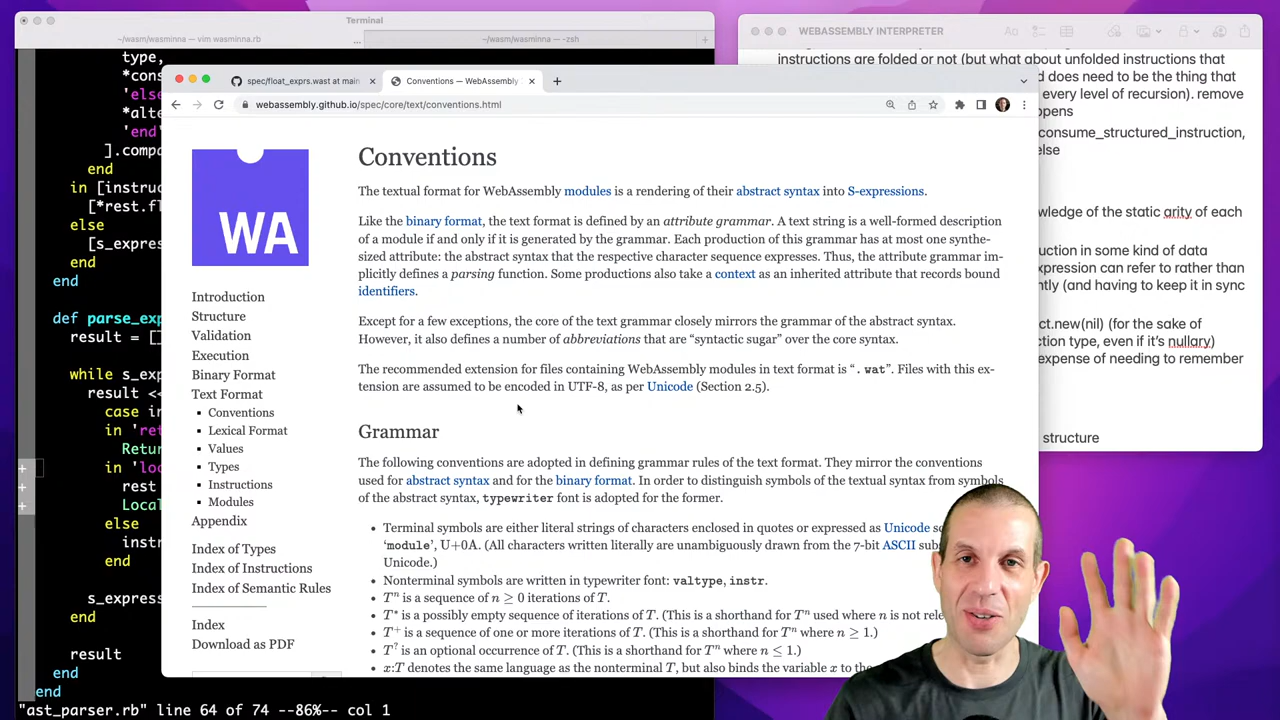 Terminal
~/wasm/wasminna — vim wasminna.rb
...
~/wasm/wasminna — -zsh
+
type,
*cons
'else
*alte
'end'
].compa
end
in [instruc
[*rest.fl
else
[s_expres
end
end
def parse_exp
result = [
while s_exp
result <<
case in
in 'ret
Retur
in 'loc
rest
Local
else
instr
end
s_expres
end
result
end
end
"ast_parser.rb" line 64 of 74 --86%-- col 1
WEBASSEMBLY INTERPRETER
instructions are folded or not (but what about unfolded instructions that
d does need to be the thing that
every level of recursion). remove
opens
consume_structured_instruction,
else
wledge of the static arity of each
uction in some kind of data
expression can refer to rather than
ntly (and having to keep it in sync
ct.new(nil) (for the sake of
ction type, even if it's nullary)
expense of needing to remember
structure
spec/float_exprs.wast at main
Conventions — WebAssembly
webassembly.github.io/spec/core/text/conventions.html
WA
Introduction
Structure
Validation
Execution
Binary Format
Text Format
Conventions
Lexical Format
Values
Types
Instructions
Modules
Appendix
Index of Types
Index of Instructions
Index of Semantic Rules
Index
Download as PDF
Conventions
The textual format for WebAssembly modules is a rendering of their abstract syntax into S-expressions.
Like the binary format, the text format is defined by an attribute grammar. A text string is a well-formed description
of a module if and only if it is generated by the grammar. Each production of this grammar has at most one synthe-
sized attribute: the abstract syntax that the respective character sequence expresses. Thus, the attribute grammar im-
plicitly defines a parsing function. Some productions also take a context as an inherited attribute that records bound
identifiers.
Except for a few exceptions, the core of the text grammar closely mirrors the grammar of the abstract syntax.
However, it also defines a number of abbreviations that are “syntactic sugar” over the core syntax.
The recommended extension for files containing WebAssembly modules in text format is “.wat”. Files with this ex-
tension are assumed to be encoded in UTF-8, as per Unicode (Section 2.5).
Grammar
The following conventions are adopted in defining grammar rules of the text format. They mirror the conventions
used for abstract syntax and for the binary format. In order to distinguish symbols of the textual syntax from symbols
of the abstract syntax, typewriter font is adopted for the former.
Terminal symbols are either literal strings of characters enclosed in quotes or expressed as Unicode sc
‘module’, U+0A. (All characters written literally are unambiguously drawn from the 7-bit ASCII sub
Unicode.)
Nonterminal symbols are written in typewriter font: valtype, instr.
Tⁿ is a sequence of n ≥ 0 iterations of T.
T* is a possibly empty sequence of iterations of T. (This is a shorthand for Tⁿ used where n is not rele
T⁺ is a sequence of one or more iterations of T. (This is a shorthand for Tⁿ where n ≥ 1.)
T? is an optional occurrence of T. (This is a shorthand for Tⁿ where n ≤ 1.)
x:T denotes the same language as the nonterminal T, but also binds the variable x to the